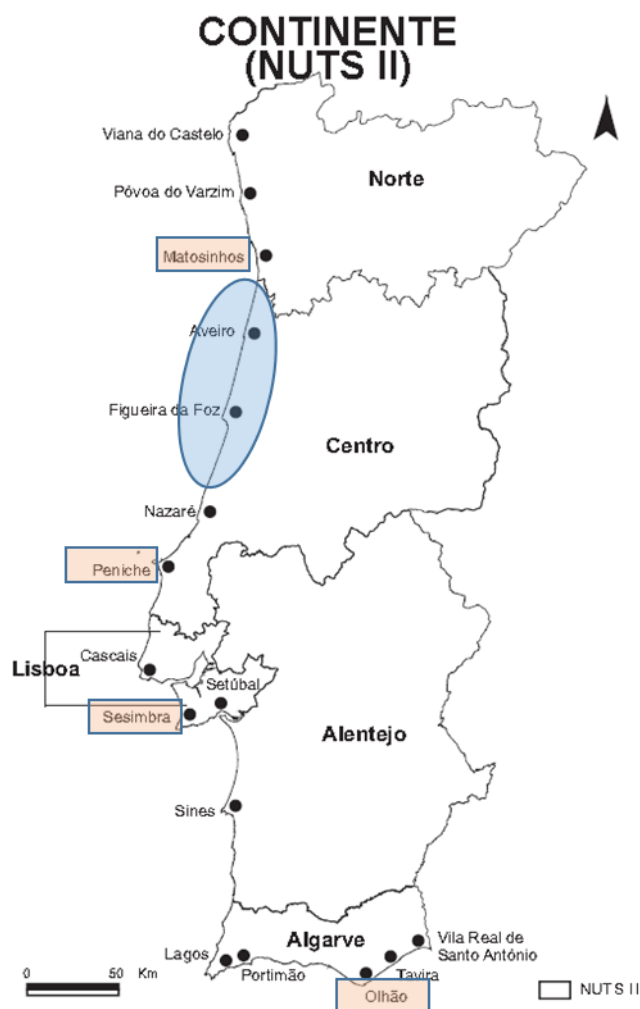 CONTINENTE
(NUTS II)
Viana do Castelo
Norte
Póvoa do Varzim
Matosinhos
Aveiro
Figueira da Foz
Centro
Nazaré
Peniche
Cascais
Lisboa
Setúbal
Sesimbra
Alentejo
Sines
Algarve
Vila Real de
Santo António
Lagos
Portimão
Tavira
0 50 Km
Olhão
NUTS II